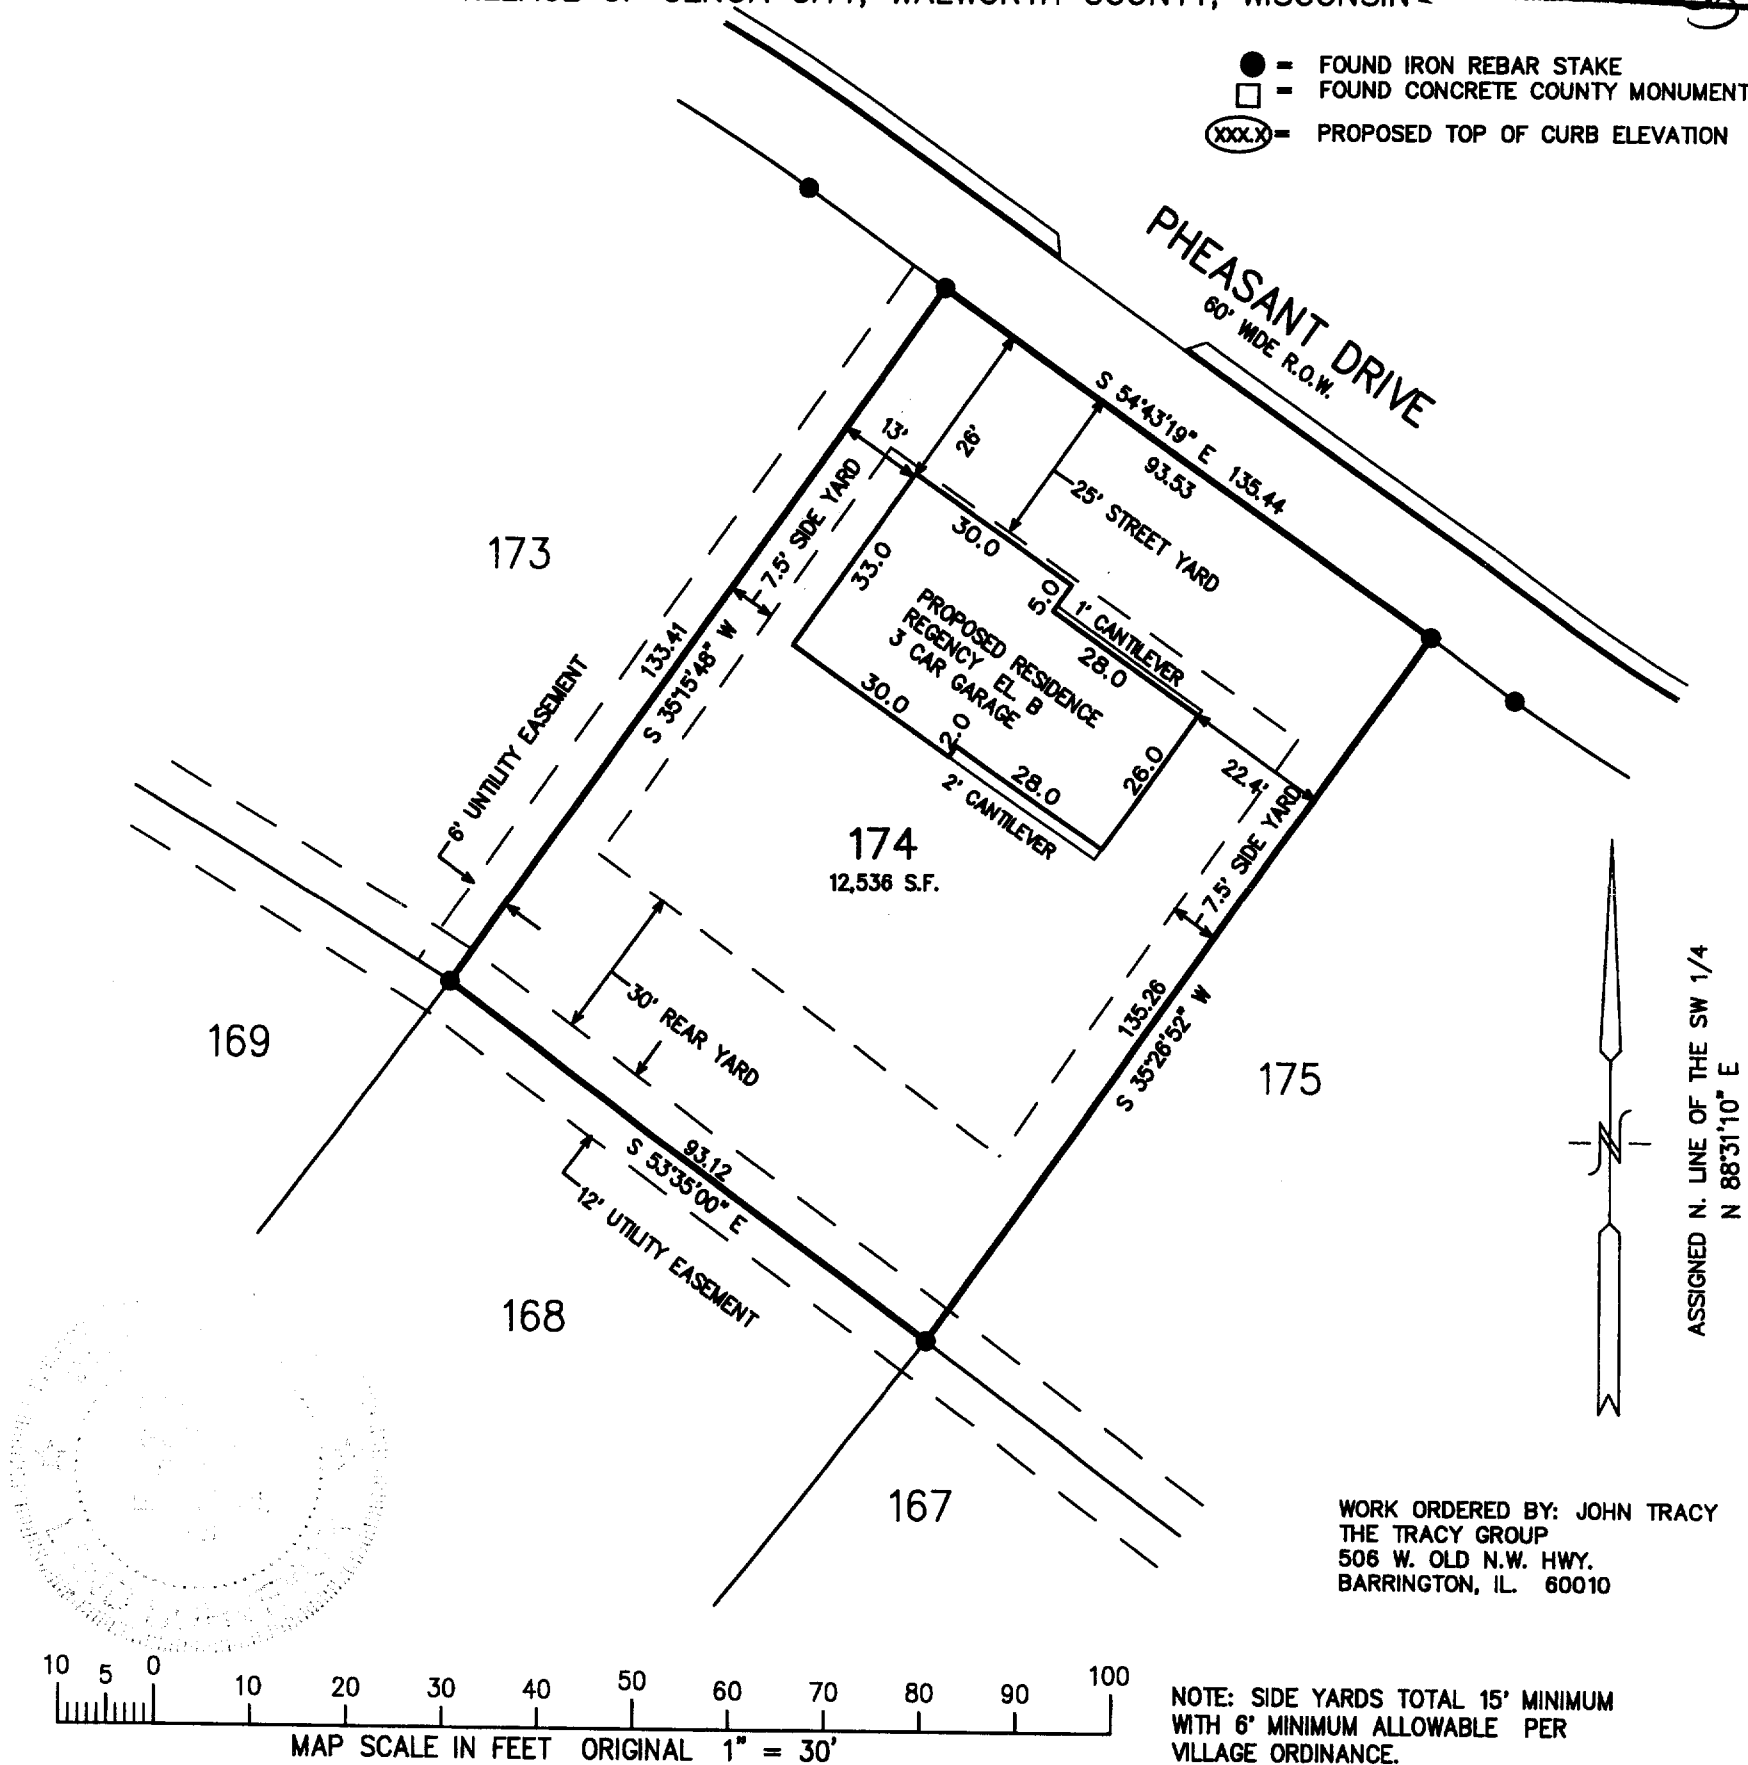 WALWORTH COUNTY, WISCONSIN
= FOUND IRON REBAR STAKE
= FOUND CONCRETE COUNTY MONUMENT
XXX.X = PROPOSED TOP OF CURB ELEVATION
PHEASANT DRIVE
60' WIDE R.O.W.
S 54°43'19" E 135.44
93.53
13'
26'
25' STREET YARD
7.5' SIDE YARD
173
30.0
33.0
5.0
1' CANTILEVER
28.0
PROPOSED RESIDENCE
REGENCY EL. B
3 CAR GARAGE
30.0
2.0
28.0
26.0
2' CANTILEVER
22.4'
7.5' SIDE YARD
133.41
S 35°15'48" W
6' UNTILITY EASEMENT
174
12,536 S.F.
135.26
S 35°26'52" W
175
169
30' REAR YARD
93.12
S 53°35'00" E
12' UTILITY EASEMENT
168
167
N
ASSIGNED N. LINE OF THE SW 1/4
N 88°31'10" E
WORK ORDERED BY: JOHN TRACY
THE TRACY GROUP
506 W. OLD N.W. HWY.
BARRINGTON, IL. 60010
10 5 0 10 20 30 40 50 60 70 80 90 100
MAP SCALE IN FEET ORIGINAL 1" = 30'
NOTE: SIDE YARDS TOTAL 15' MINIMUM
WITH 6' MINIMUM ALLOWABLE PER
VILLAGE ORDINANCE.